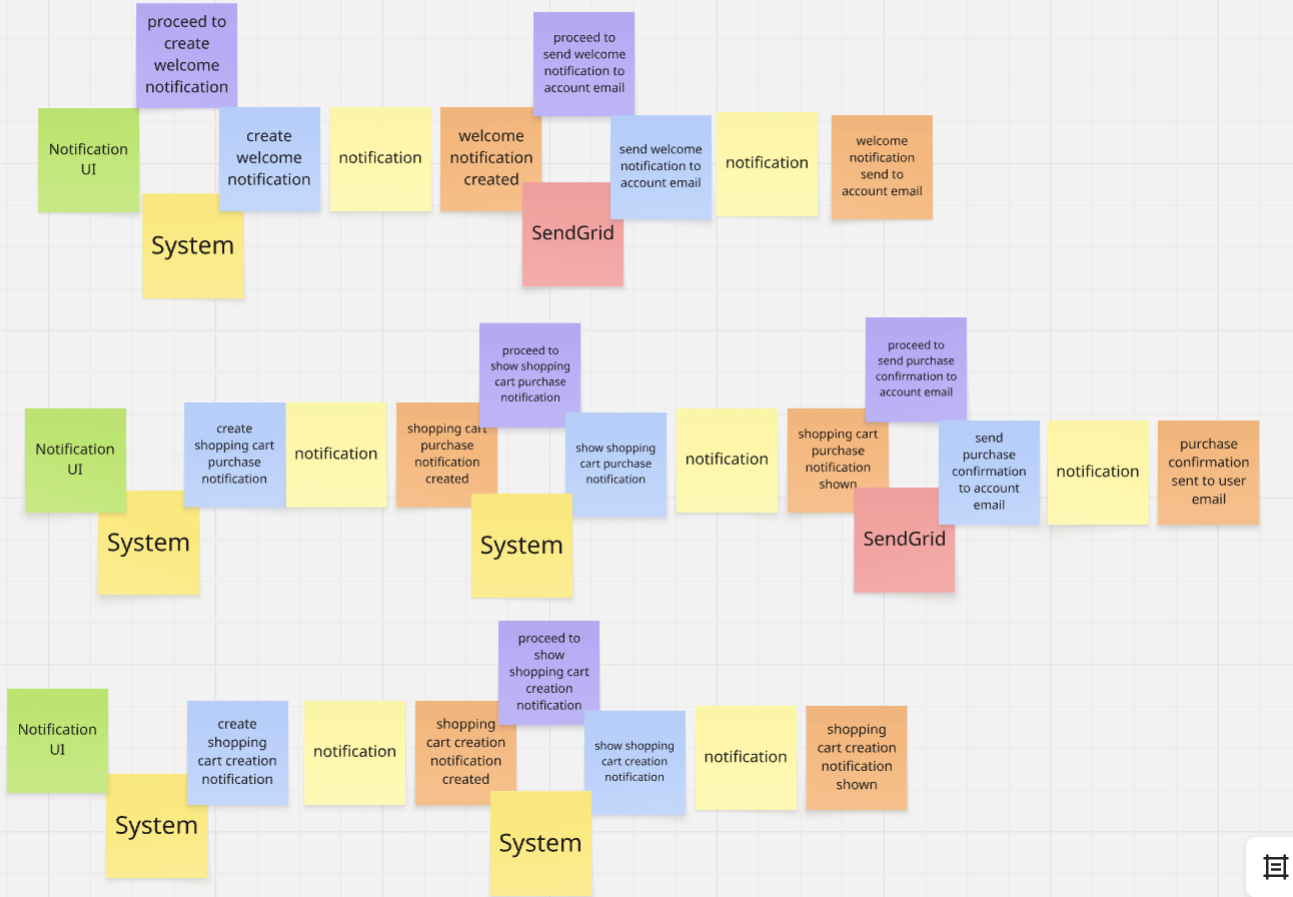 proceed to
create
welcome
notification
proceed to
send welcome
notification to
account email
Notification
UI
create
welcome
notification
notification
welcome
notification
created
send welcome
notification to
account email
notification
welcome
notification
send to
account email
System
SendGrid
proceed to
show shopping
cart purchase
notification
proceed to
send purchase
confirmation to
account email
Notification
UI
create
shopping cart
purchase
notification
notification
shopping cart
purchase
notification
created
show shopping
cart purchase
notification
notification
shopping cart
purchase
notification
shown
send
purchase
confirmation
to account
email
notification
purchase
confirmation
sent to user
email
System
System
SendGrid
proceed to
show
shopping cart
creation
notification
Notification
UI
create
shopping
cart creation
notification
notification
shopping
cart creation
notification
created
show shopping
cart creation
notification
notification
shopping
cart creation
notification
shown
System
System